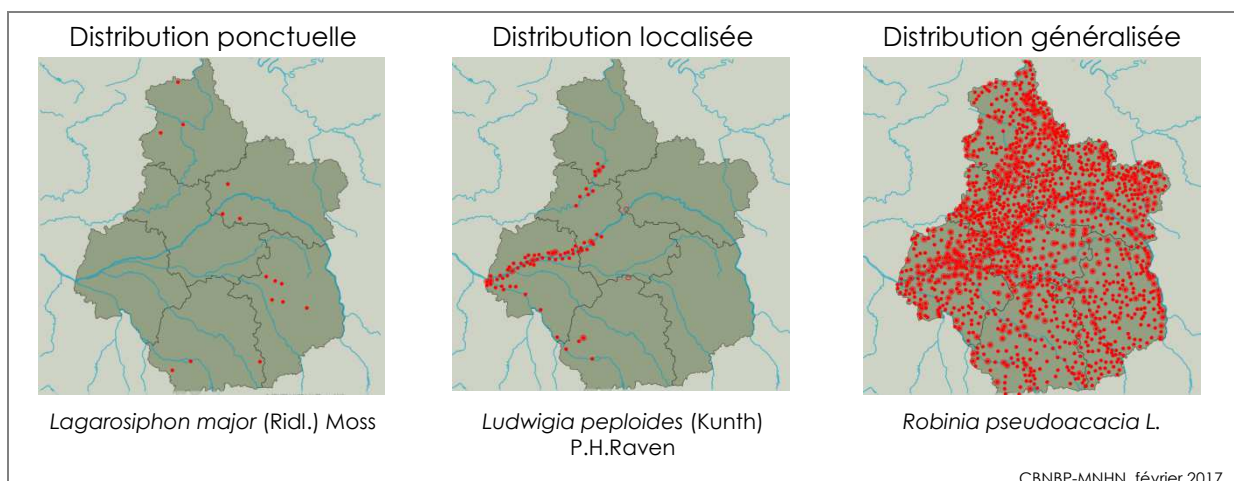 Distribution ponctuelle
Distribution localisée
Distribution généralisée
Lagarosiphon major (Ridl.) Moss
Ludwigia peploides (Kunth)
P.H.Raven
Robinia pseudoacacia L.
CBNBP-MNHN, février 2017